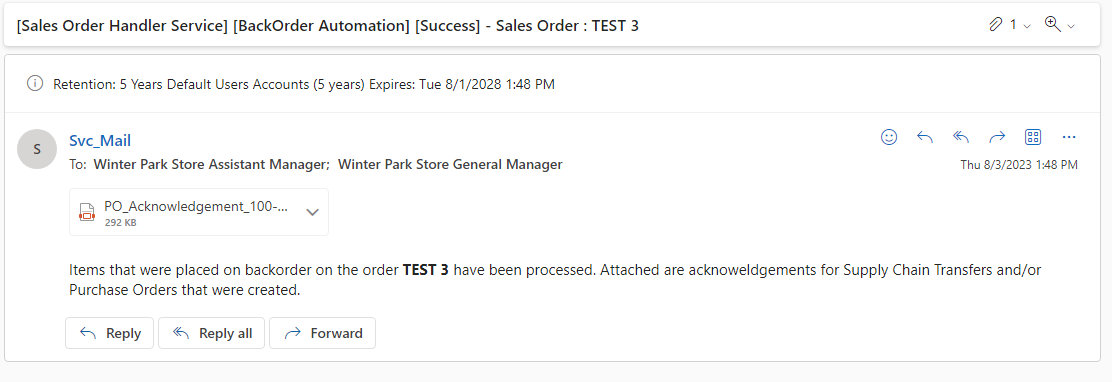 [Sales Order Handler Service] [BackOrder Automation] [Success] - Sales Order : TEST 3
1
Retention: 5 Years Default Users Accounts (5 years) Expires: Tue 8/1/2028 1:48 PM
S
Svc_Mail
To: Winter Park Store Assistant Manager; Winter Park Store General Manager
Thu 8/3/2023 1:48 PM
PO_Acknowledgement_100-...
292 KB
Items that were placed on backorder on the order TEST 3 have been processed. Attached are acknoweldgements for Supply Chain Transfers and/or
Purchase Orders that were created.
Reply
Reply all
Forward